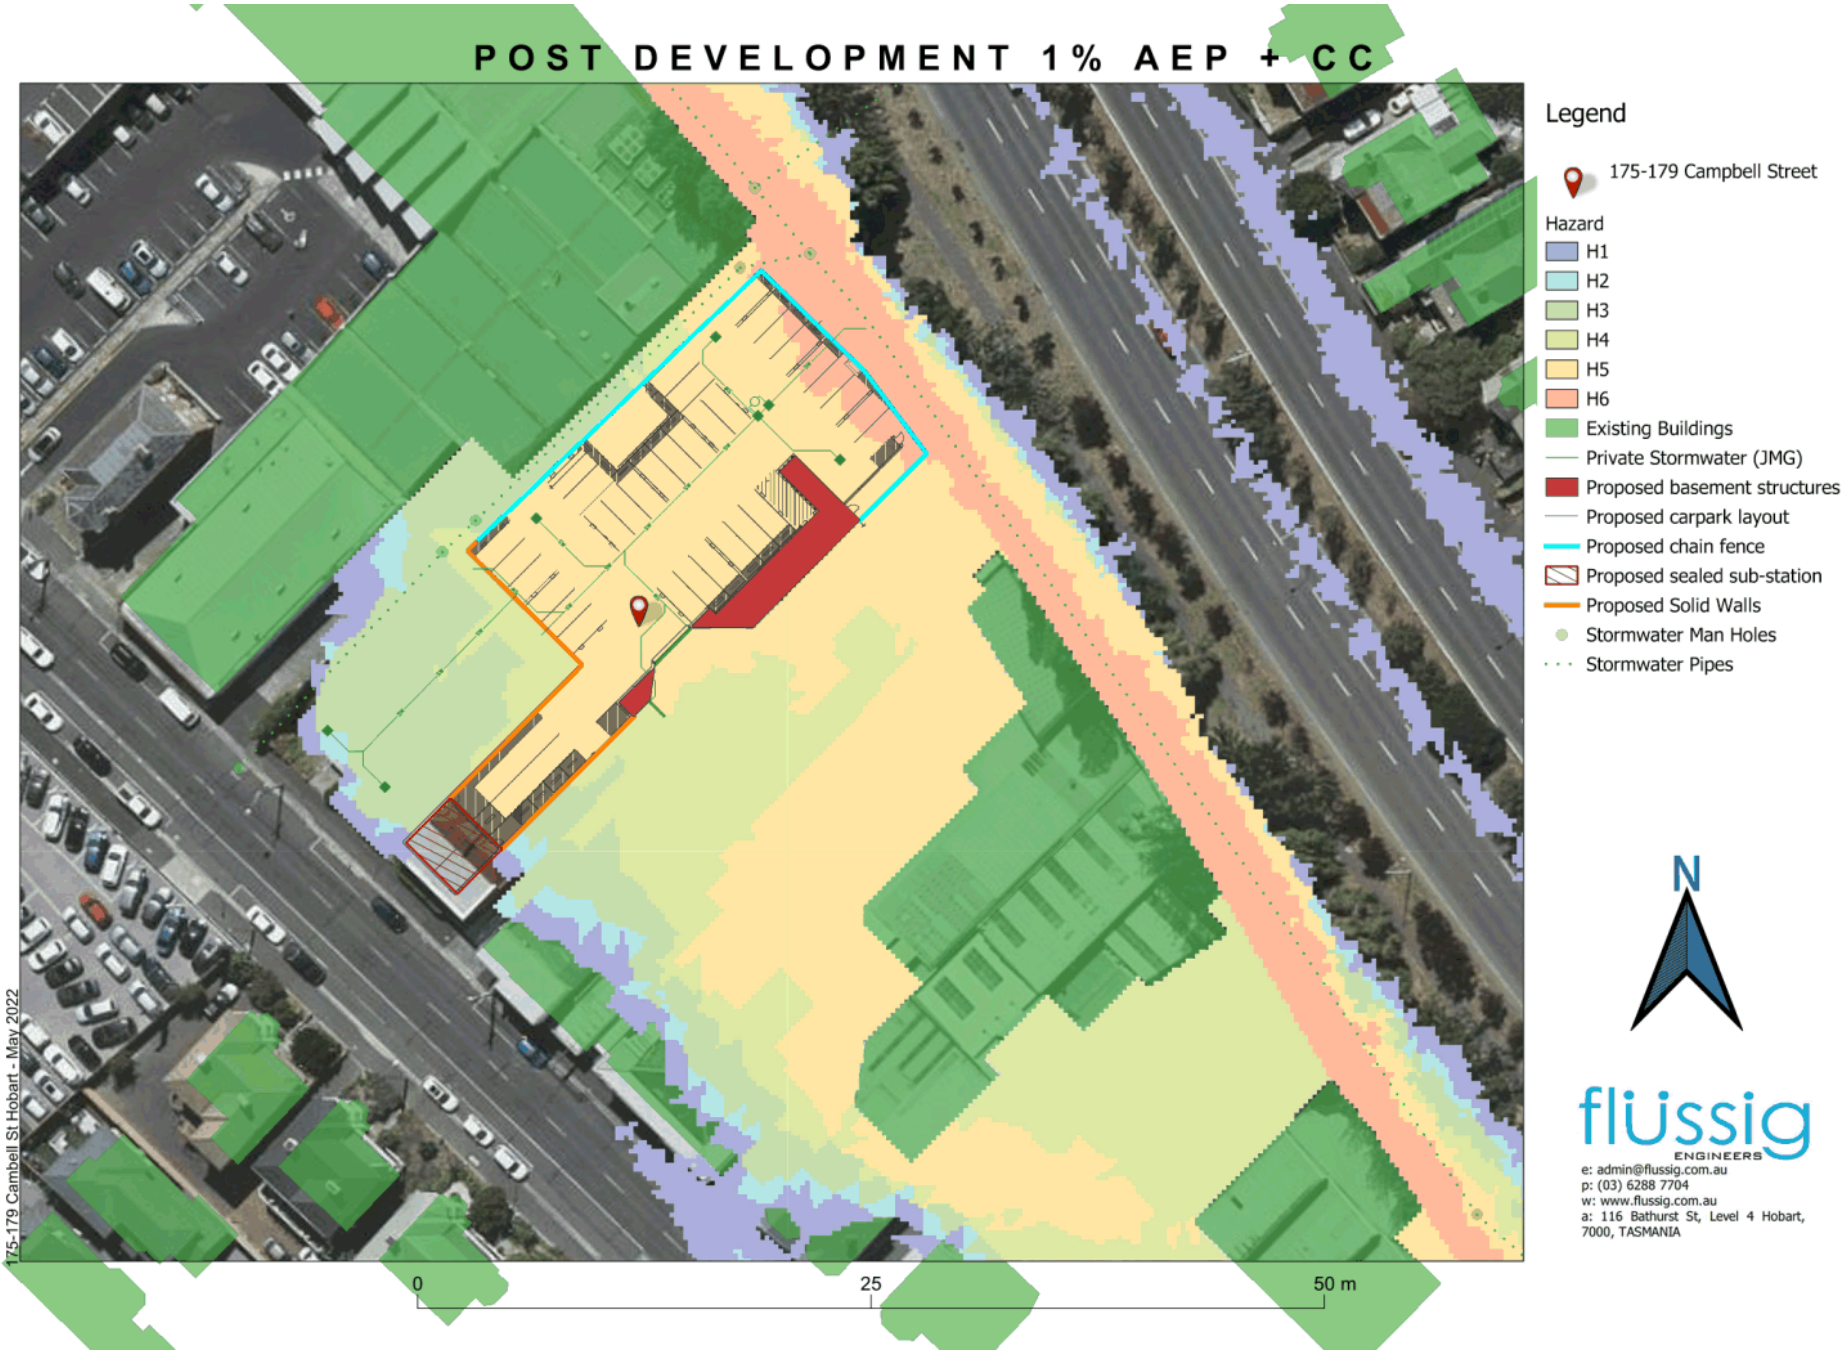 POST DEVELOPMENT 1% AEP + CC
Legend
175-179 Campbell Street
Hazard
H1
H2
H3
H4
H5
H6
Existing Buildings
Private Stormwater (JMG)
Proposed basement structures
Proposed carpark layout
Proposed chain fence
Proposed sealed sub-station
Proposed Solid Walls
Stormwater Man Holes
Stormwater Pipes
N
flüssig
ENGINEERS
e: admin@flussig.com.au
p: (03) 6288 7704
w: www.flussig.com.au
a: 116 Bathurst St, Level 4 Hobart,
7000, TASMANIA
175-179 Cambell St Hobart - May 2022
0 25 50 m